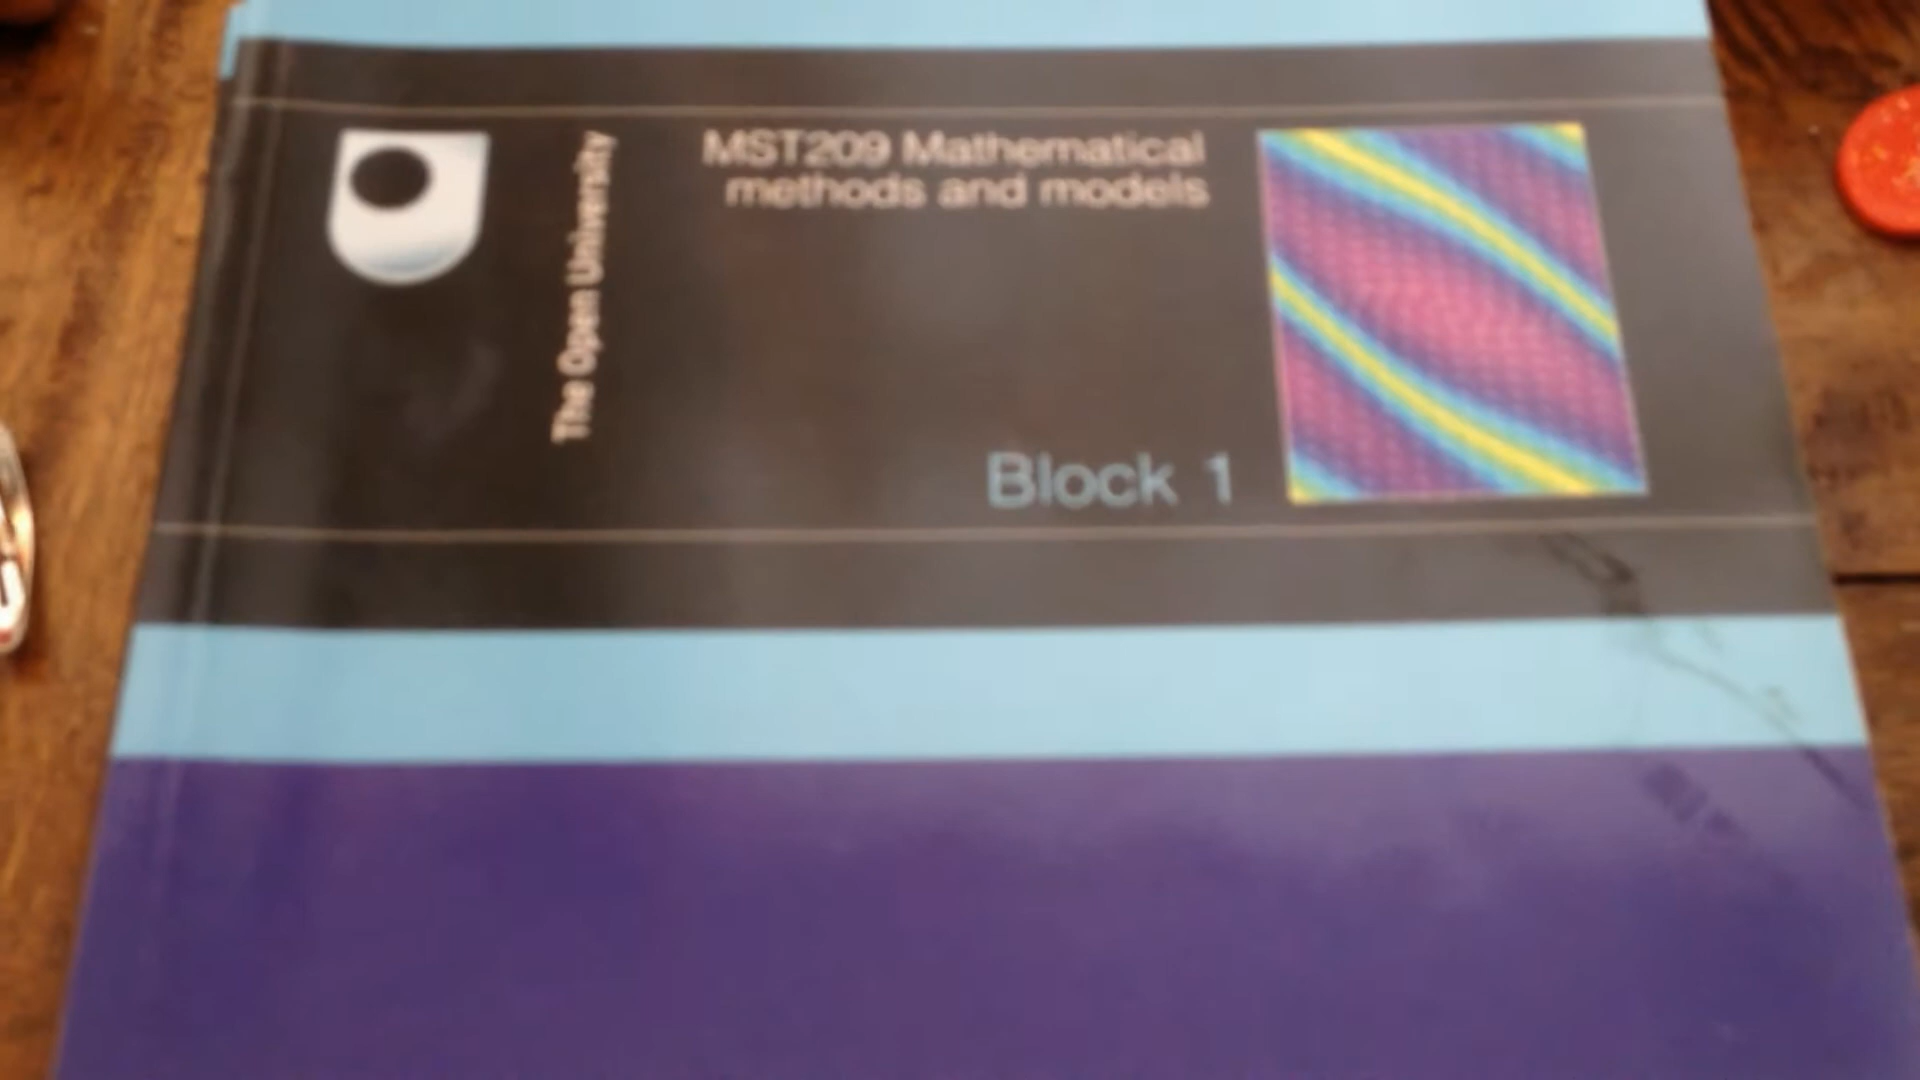 The Open University
MST209 Mathematical
methods and models
Block 1